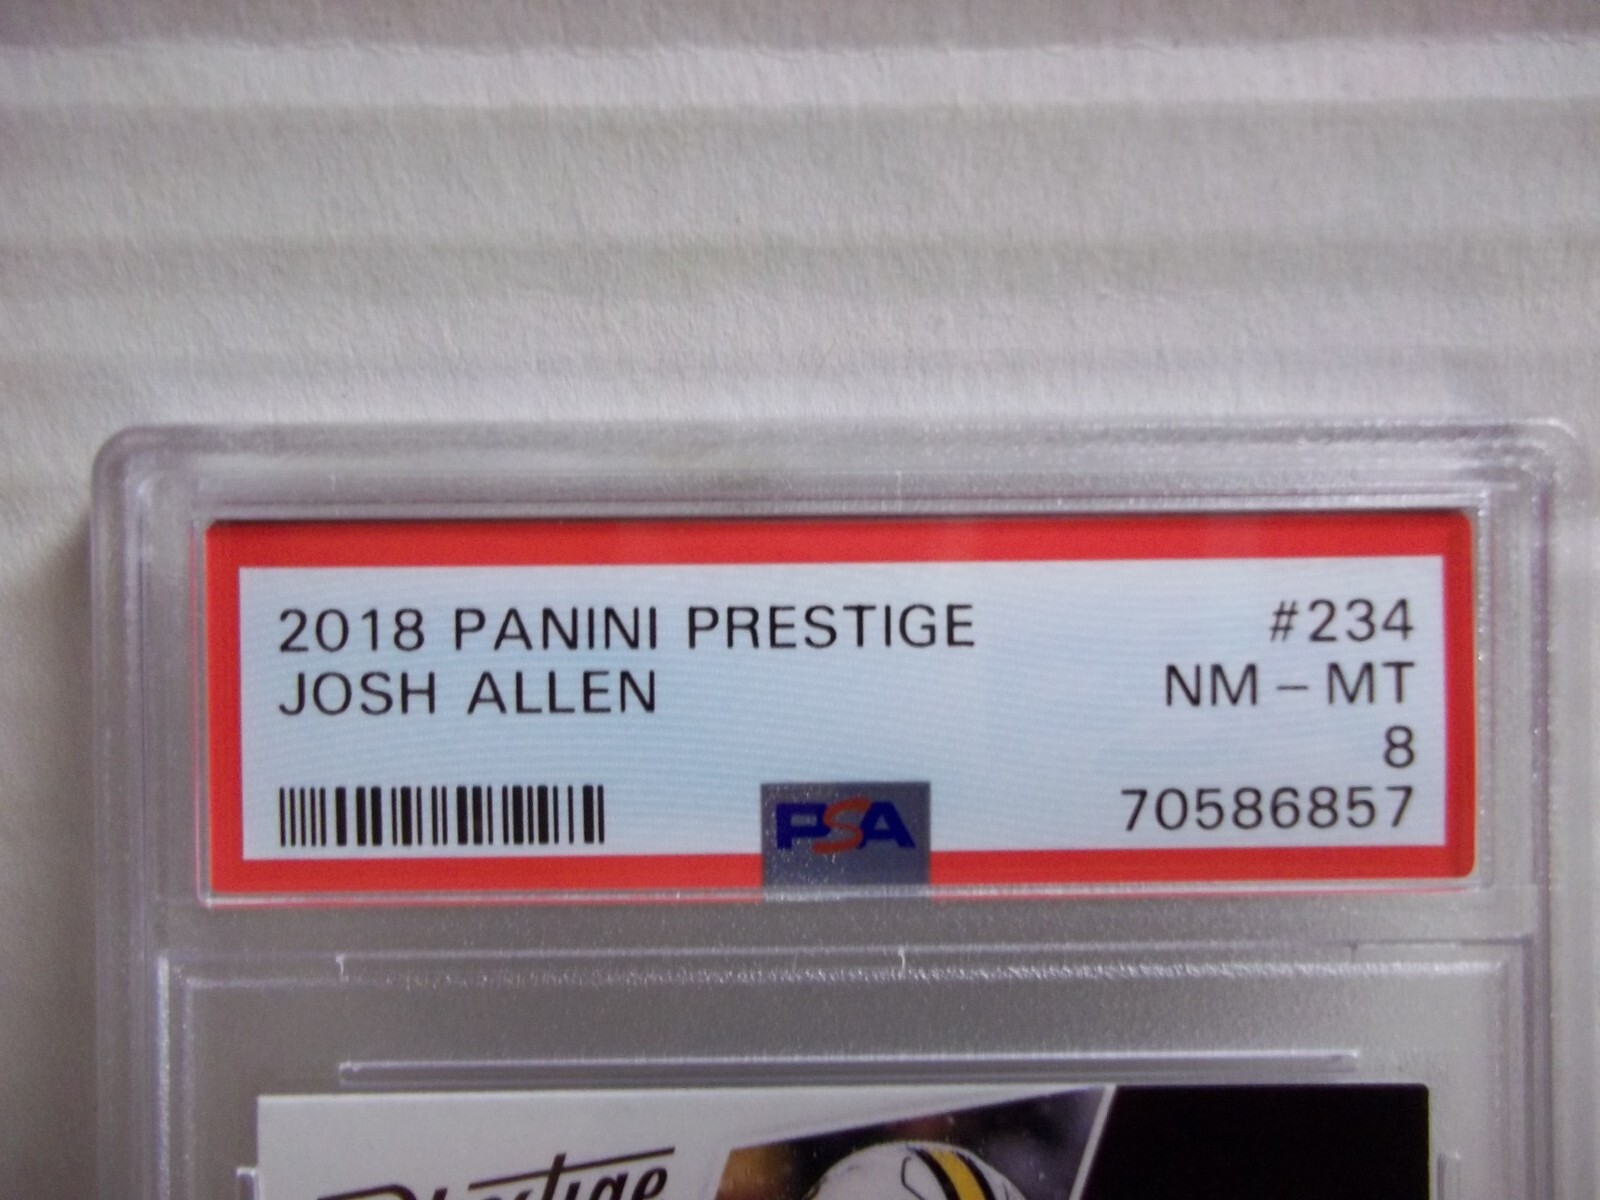 2018 PANINI PRESTIGE #234
JOSH ALLEN NM - MT
8
PSA 70586857
Prestige